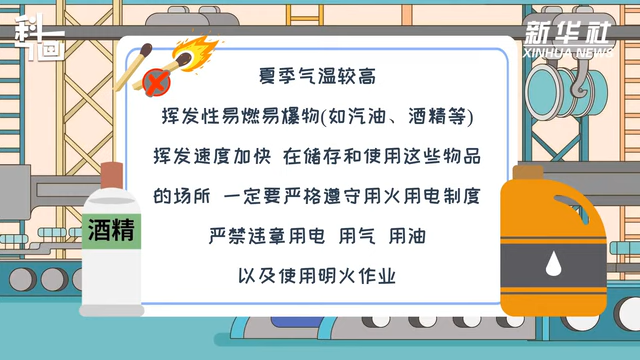 科画
新华社
XINHUA NEWS
夏季气温较高
挥发性易燃易爆物(如汽油、酒精等)
挥发速度加快 在储存和使用这些物品
的场所 一定要严格遵守用火用电制度
严禁违章用电 用气 用油
以及使用明火作业
酒精